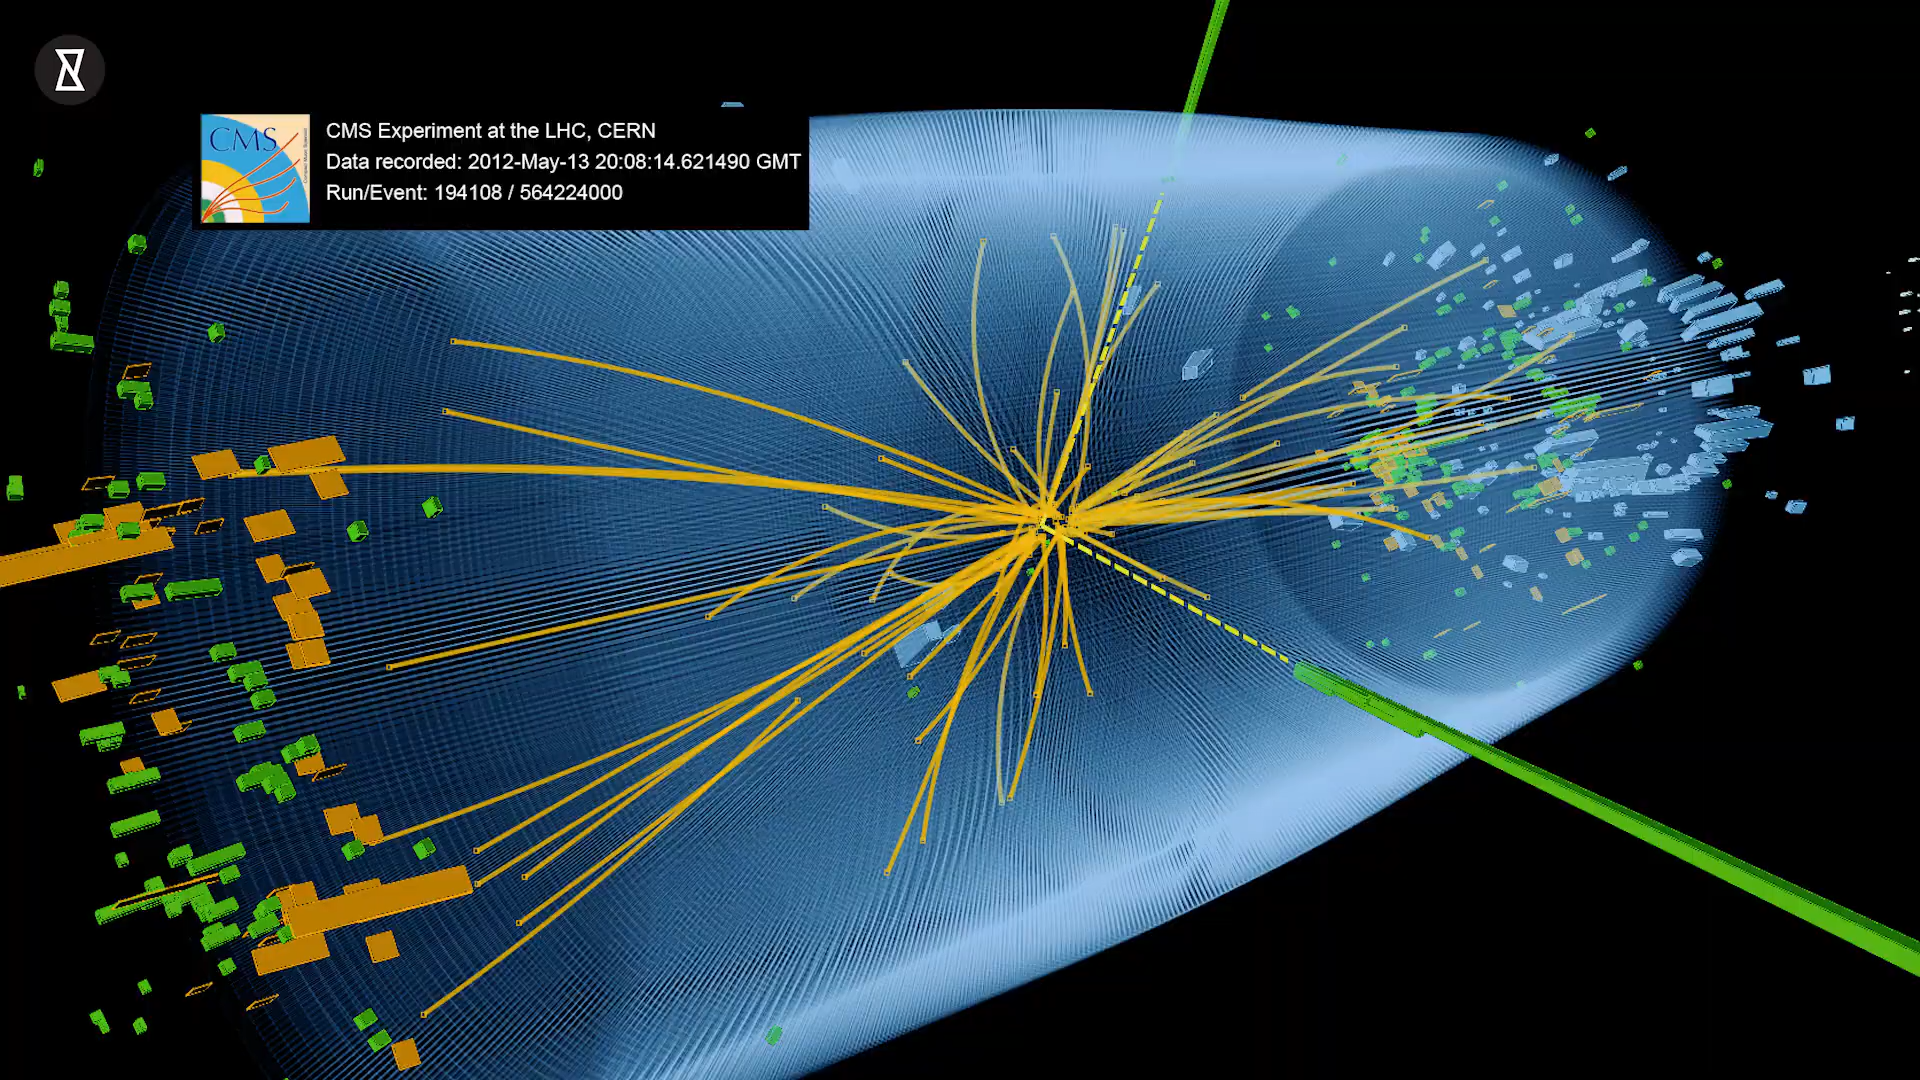 CMS
CMS Experiment at the LHC, CERN
Data recorded: 2012-May-13 20:08:14.621490 GMT
Run/Event: 194108 / 564224000